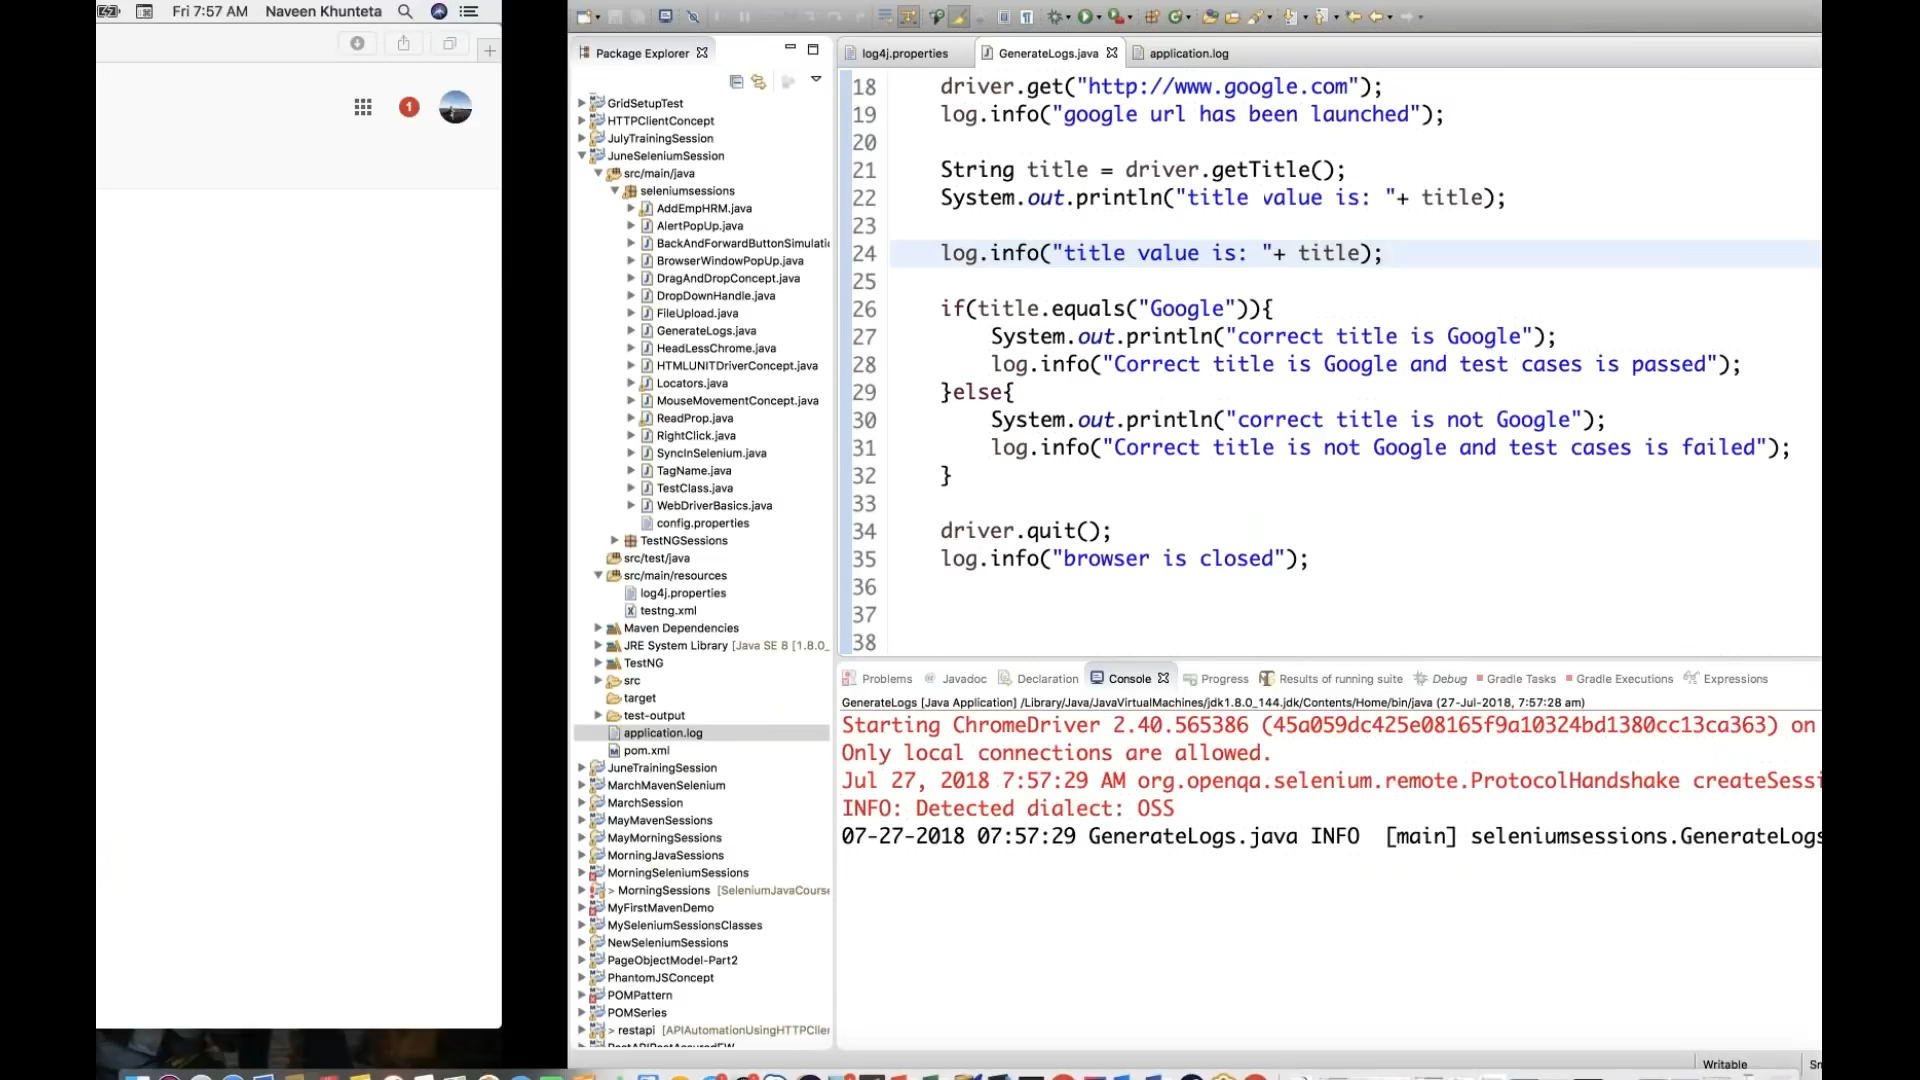 Fri 7:57 AM Naveen Khunteta
1
Package Explorer
GridSetupTest
HTTPClientConcept
JulyTrainingSession
JuneSeleniumSession
src/main/java
seleniumsessions
AddEmpHRM.java
AlertPopUp.java
BackAndForwardButtonSimulati
BrowserWindowPopUp.java
DragAndDropConcept.java
DropDownHandle.java
FileUpload.java
GenerateLogs.java
HeadLessChrome.java
HTMLUNITDriverConcept.java
Locators.java
MouseMovementConcept.java
ReadProp.java
RightClick.java
SyncInSelenium.java
TagName.java
TestClass.java
WebDriverBasics.java
config.properties
TestNGSessions
src/test/java
src/main/resources
log4j.properties
testng.xml
Maven Dependencies
JRE System Library [Java SE 8 [1.8.0_
TestNG
src
target
test-output
application.log
pom.xml
JuneTrainingSession
MarchMavenSelenium
MarchSession
MayMavenSessions
MayMorningSessions
MorningJavaSessions
MorningSeleniumSessions
> MorningSessions [SeleniumJavaCourse
MyFirstMavenDemo
MySeleniumSessionsClasses
NewSeleniumSessions
PageObjectModel-Part2
PhantomJSConcept
POMPattern
POMSeries
> restapi [APIAutomationUsingHTTPClie
log4j.properties GenerateLogs.java application.log
18 driver.get("http://www.google.com");
19 log.info("google url has been launched");
20
21 String title = driver.getTitle();
22 System.out.println("title value is: "+ title);
23
24 log.info("title value is: "+ title);
25
26 if(title.equals("Google")){
27 System.out.println("correct title is Google");
28 log.info("Correct title is Google and test cases is passed");
29 }else{
30 System.out.println("correct title is not Google");
31 log.info("Correct title is not Google and test cases is failed");
32 }
33
34 driver.quit();
35 log.info("browser is closed");
36
37
38
Problems Javadoc Declaration Console Progress Results of running suite Debug Gradle Tasks Gradle Executions Expressions
GenerateLogs [Java Application] /Library/Java/JavaVirtualMachines/jdk1.8.0_144.jdk/Contents/Home/bin/java (27-Jul-2018, 7:57:28 am)
Starting ChromeDriver 2.40.565386 (45a059dc425e08165f9a10324bd1380cc13ca363) on
Only local connections are allowed.
Jul 27, 2018 7:57:29 AM org.openqa.selenium.remote.ProtocolHandshake createSessi
INFO: Detected dialect: OSS
07-27-2018 07:57:29 GenerateLogs.java INFO [main] seleniumsessions.GenerateLogs
Writable